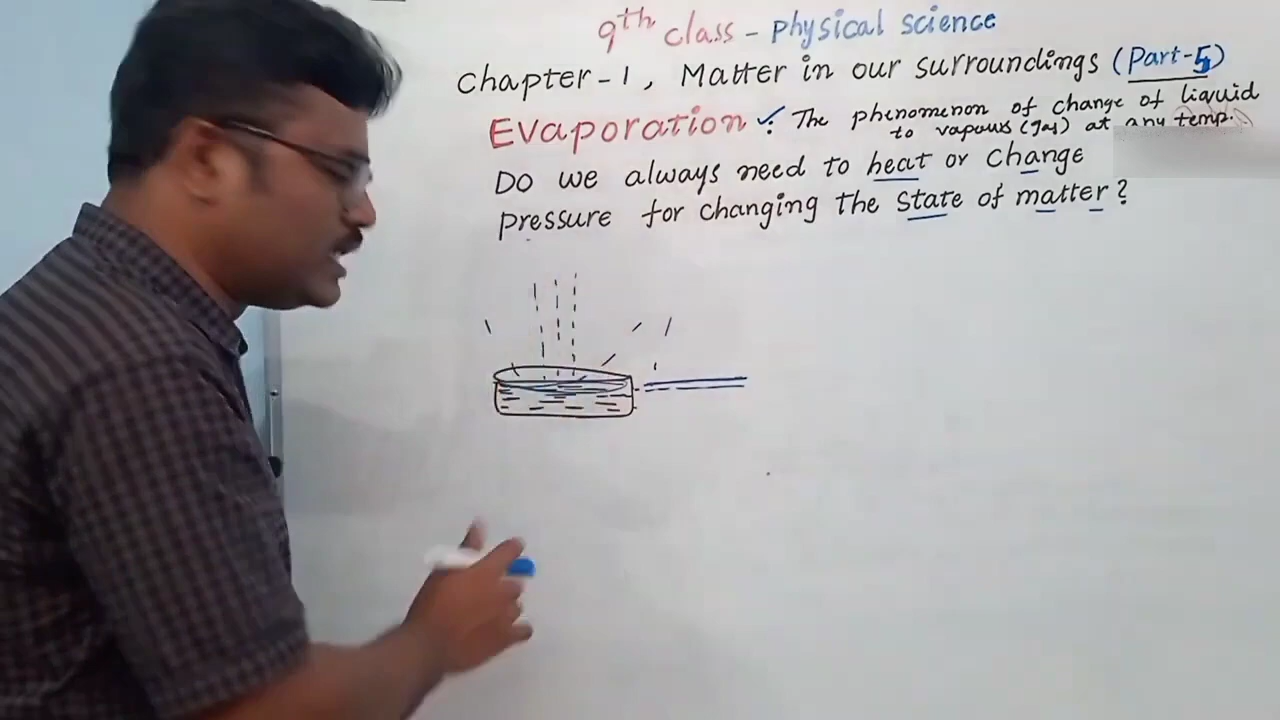 9th class - physical science
Chapter-1, Matter in our surroundings (Part-5)
Evaporation : The phenomenon of change of liquid
to vapous (gas) at any temp.
Do we always need to heat or change
pressure for changing the state of matter?